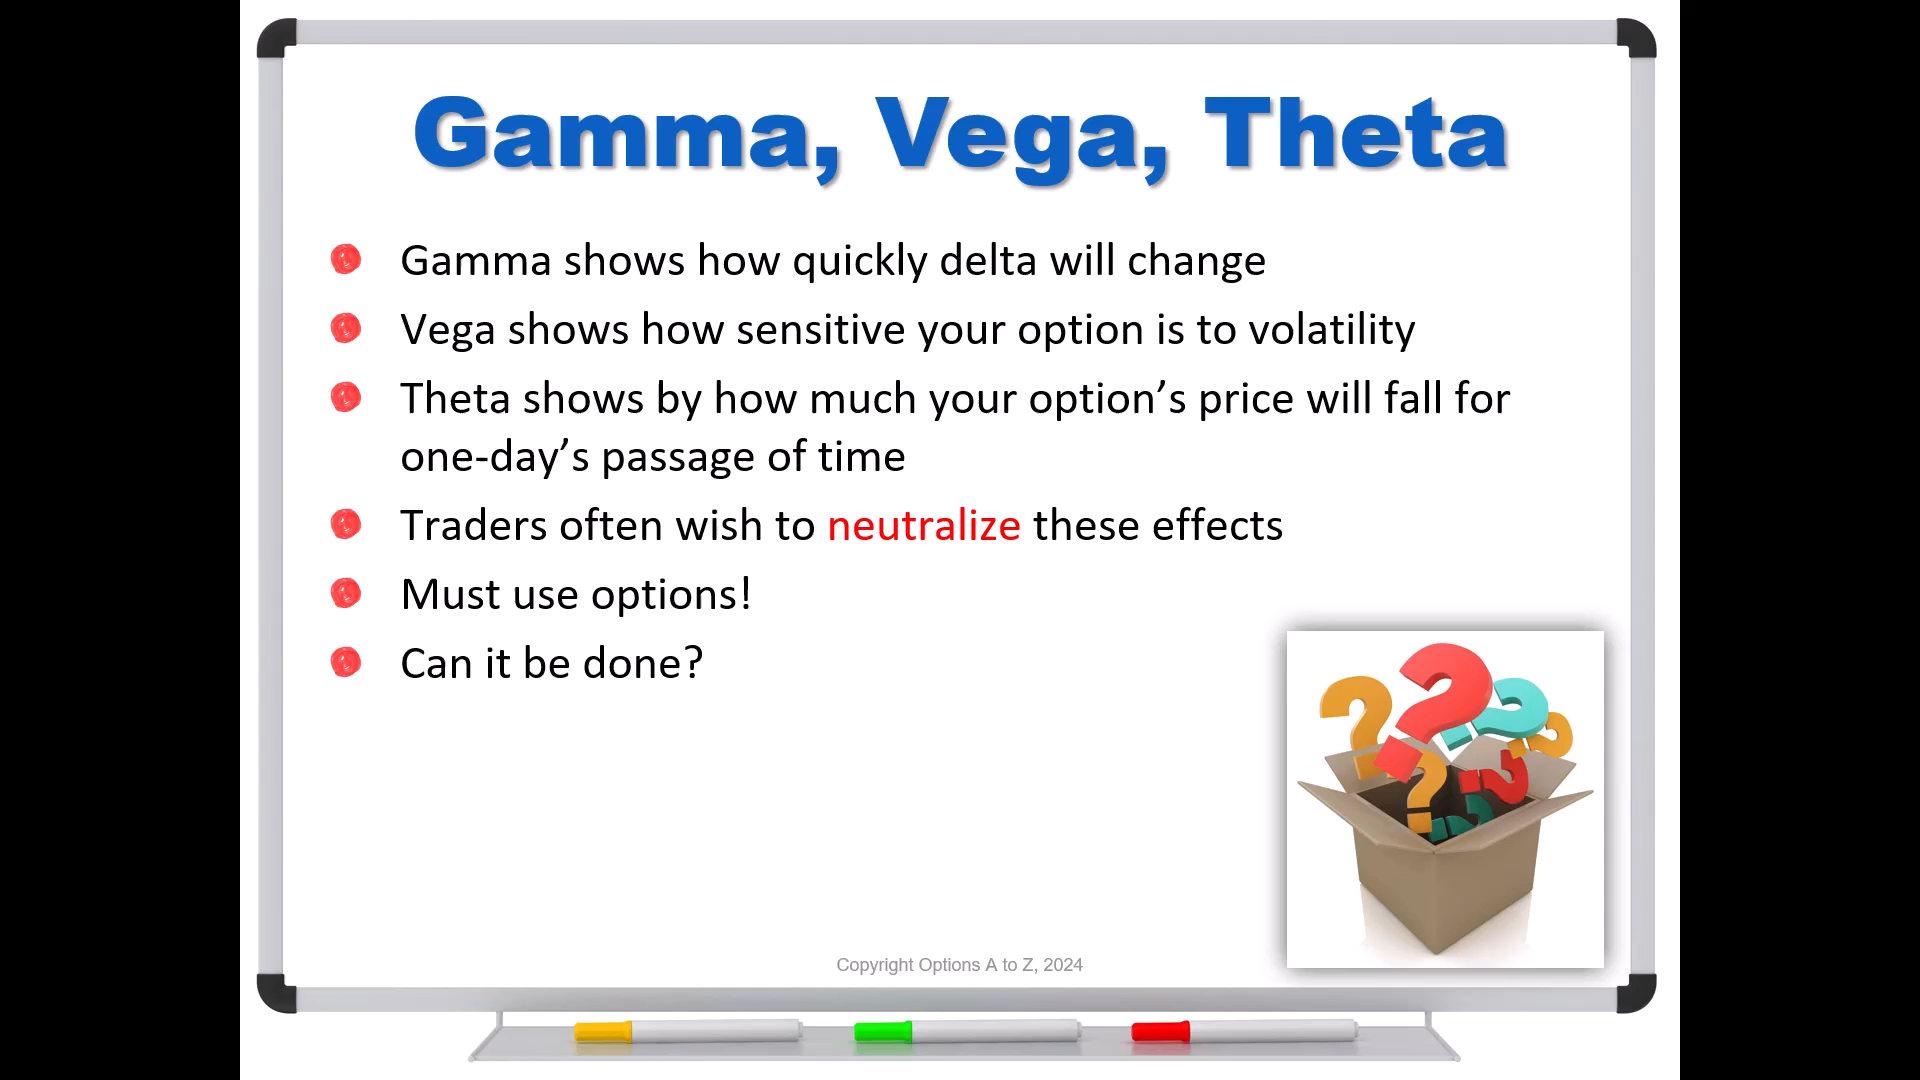 Gamma, Vega, Theta
Gamma shows how quickly delta will change
Vega shows how sensitive your option is to volatility
Theta shows by how much your option’s price will fall for
one-day’s passage of time
Traders often wish to neutralize these effects
Must use options!
Can it be done?
Copyright Options A to Z, 2024